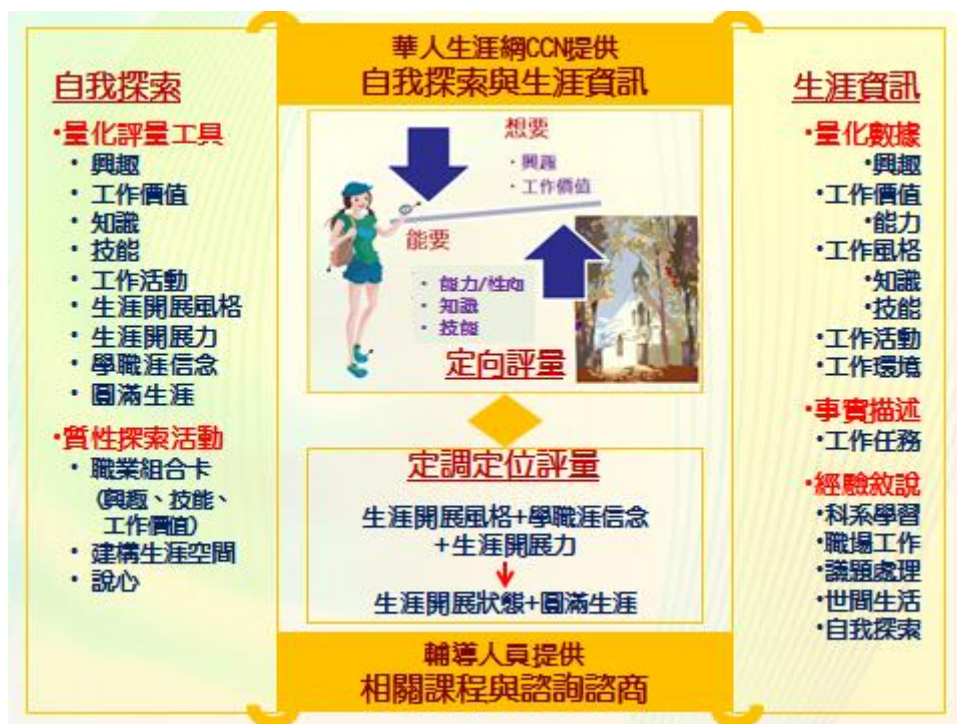 華人生涯網CCN提供
自我探索與生涯資訊
自我探索
•量化評量工具
• 興趣
• 工作價值
• 知識
• 技能
• 工作活動
• 生涯開展風格
• 生涯開展力
• 學職涯信念
• 圓滿生涯
•質性探索活動
• 職業組合卡
(興趣、技能、
工作價值)
• 建構生涯空間
• 說心
想要
• 興趣
• 工作價值
能要
• 能力/性向
• 知識
• 技能
定向評量
定調定位評量
生涯開展風格+學職涯信念
+生涯開展力
生涯開展狀態+圓滿生涯
輔導人員提供
相關課程與諮詢諮商
生涯資訊
•量化數據
•興趣
•工作價值
•能力
•工作風格
•知識
•技能
•工作活動
•工作環境
•事實描述
•工作任務
•經驗敘說
•科系學習
•職場工作
•議題處理
•世間生活
•自我探索